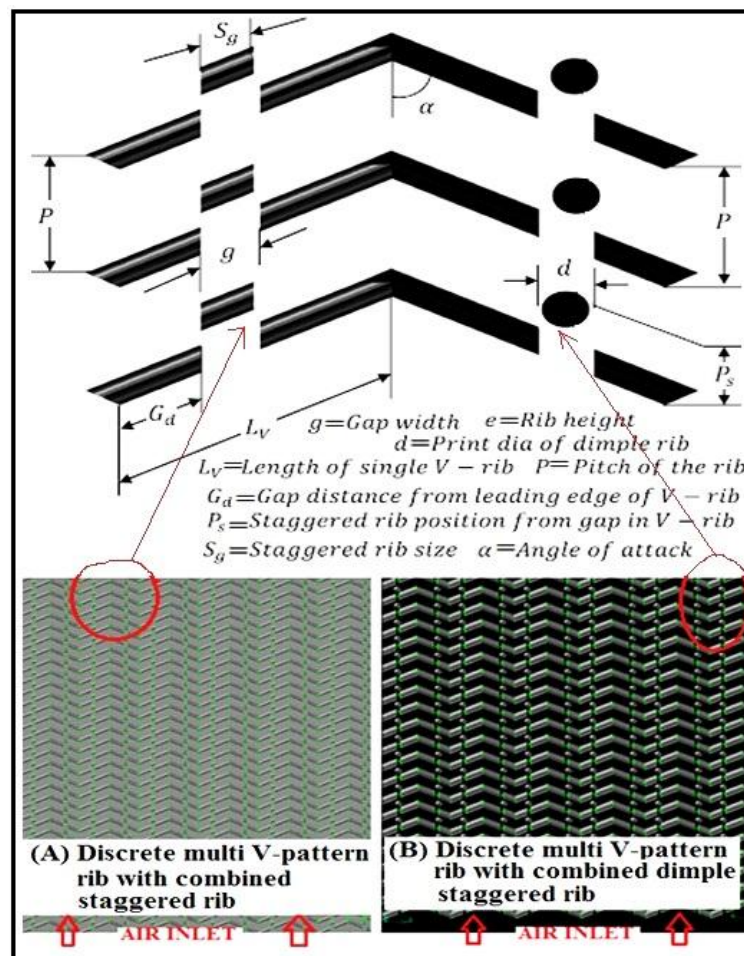 S_g
α
P
P
g
d
P_s
G_d
L_V
g=Gap width e=Rib height
d=Print dia of dimple rib
L_V=Length of single V − rib P=Pitch of the rib
G_d=Gap distance from leading edge of V − rib
P_s=Staggered rib position from gap in V − rib
S_g=Staggered rib size α=Angle of attack
(A) Discrete multi V-pattern
rib with combined
staggered rib
AIR INLET
(B) Discrete multi V-pattern
rib with combined dimple
staggered rib
AIR INLET